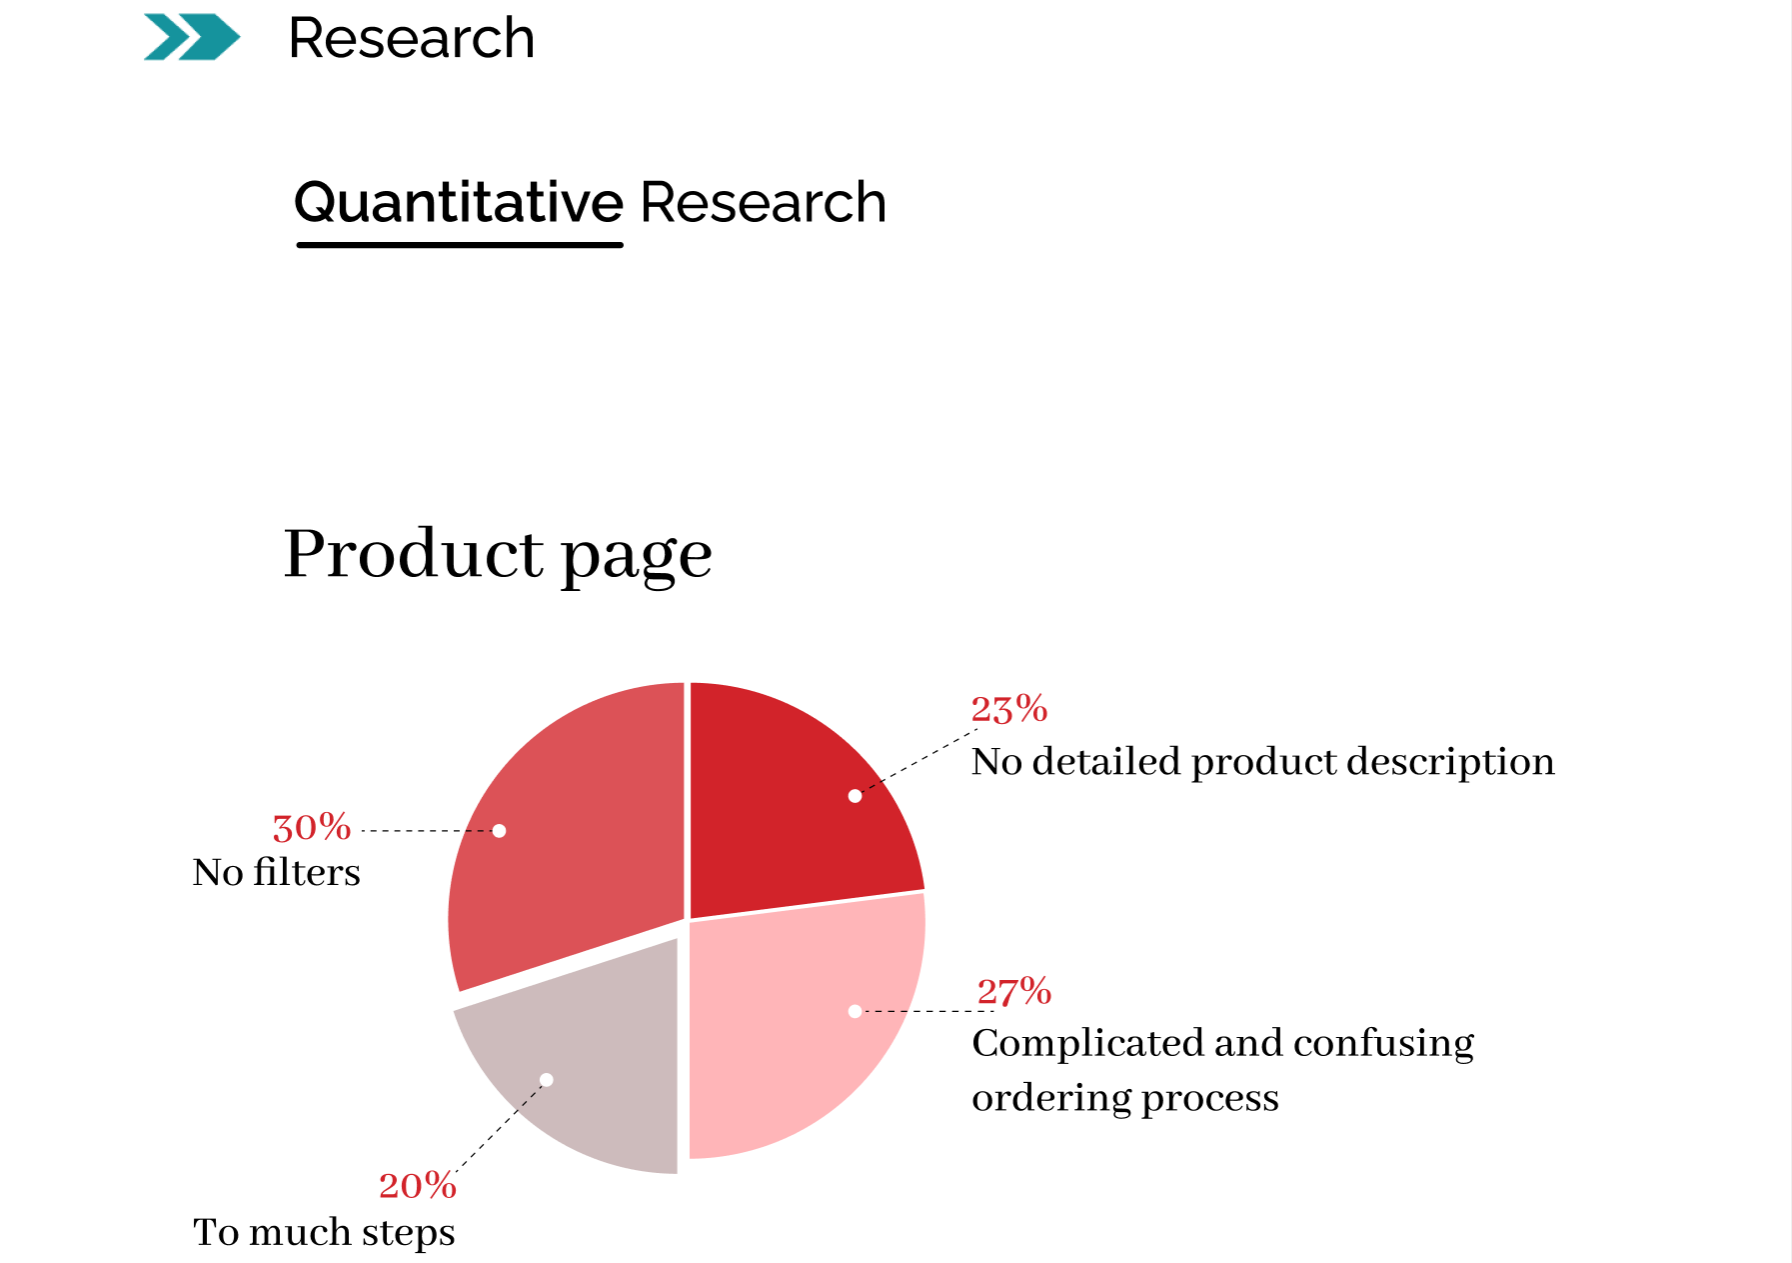 Research
Quantitative Research
Product page
23%
No detailed product description
30%
No filters
27%
Complicated and confusing
ordering process
20%
To much steps